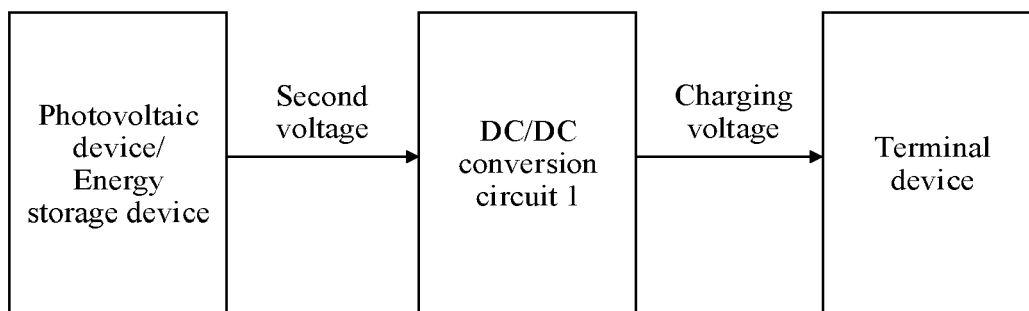 Photovoltaic
device/
Energy
storage device
Second
voltage
DC/DC
conversion
circuit 1
Charging
voltage
Terminal
device